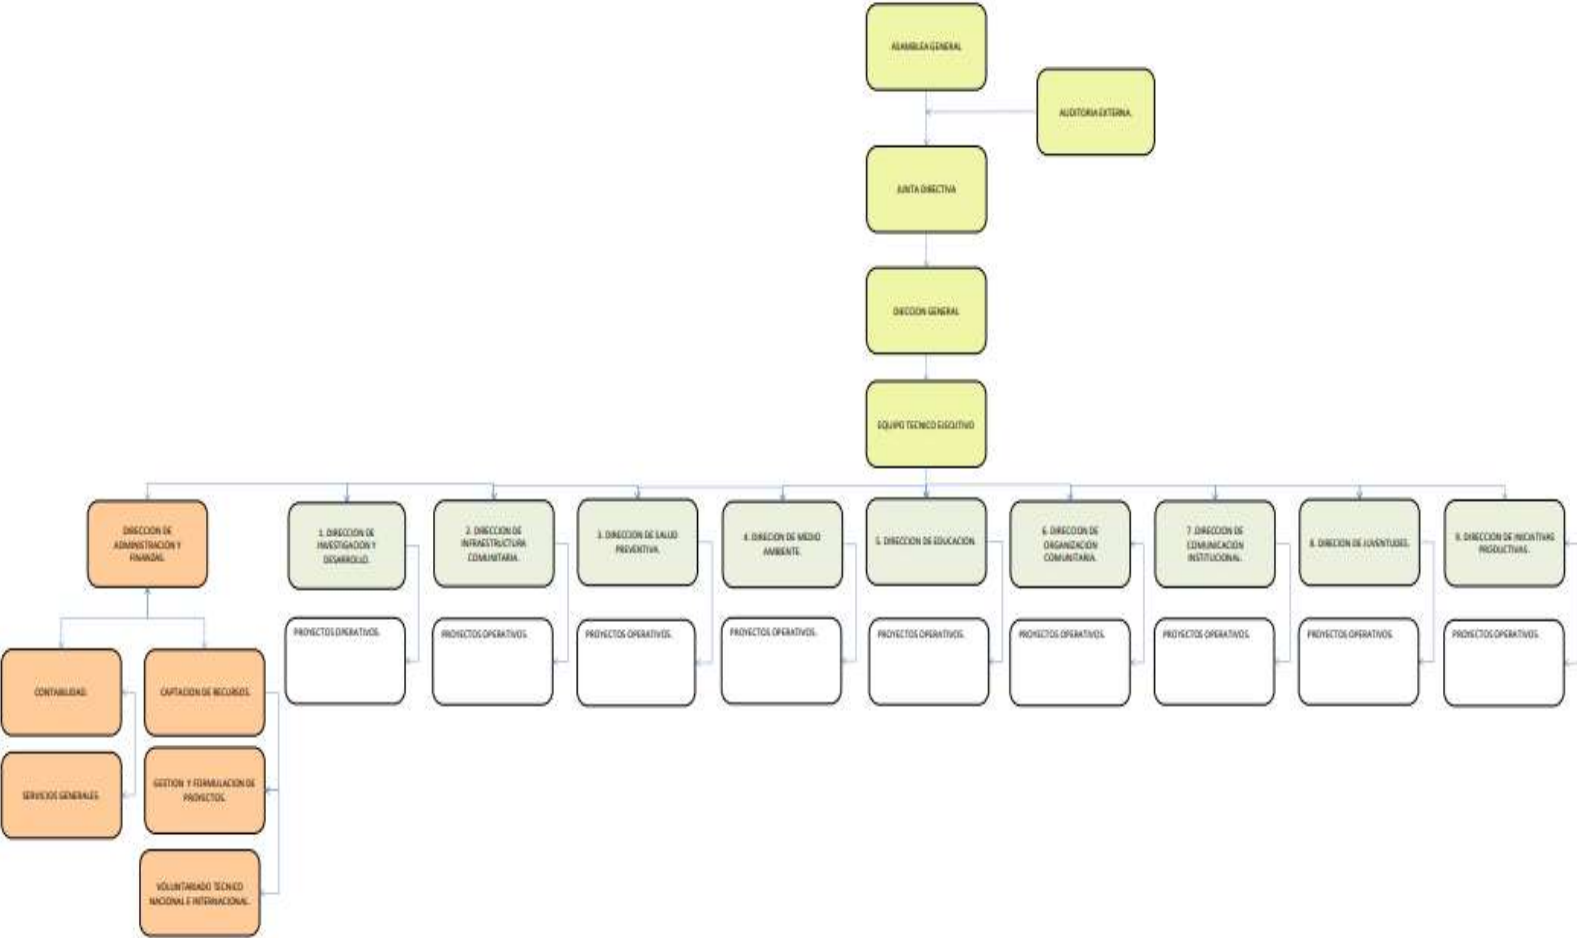 ASAMBLEA GENERAL
AUDITORIA EXTERNA.
JUNTA DIRECTIVA
DIECCION GENERAL
EQUIPO TECNICO EJECUTIVO
DIRECCION DE
ADMINISTRACION Y
FINANZAS.
1. DIRECCION DE
INVESTIGACION Y
DESARROLLO.
2. DIRECCION DE
INFRAESTRUCTURA
COMUNITARIA.
3. DIRECCION DE SALUD
PREVENTIVA.
4. DIRECION DE MEDIO
AMBIENTE.
5. DIRECCION DE EDUCACION.
6. DIRECCION DE
ORGANIZACIÓN
COMUNITARIA.
7. DIRECCION DE
COMUNICACIÓN
INSTITUCIONAL.
8. DIRECION DE JUVENTUDES.
9. DIRECCION DE INICIATIVAS
PRODUCTIVAS.
PROYECTOS OPERATIVOS.
PROYECTOS OPERATIVOS.
PROYECTOS OPERATIVOS.
PROYECTOS OPERATIVOS.
PROYECTOS OPERATIVOS.
PROYECTOS OPERATIVOS.
PROYECTOS OPERATIVOS.
PROYECTOS OPERATIVOS.
PROYECTOS OPERATIVOS.
CONTABILIDAD.
CAPTACION DE RECURSOS.
SERVICIOS GENERALES.
GESTION Y FORMULACION DE
PROYECTOS.
VOLUNTARIADO TECNICO
NACIONAL E INTERNACIONAL.